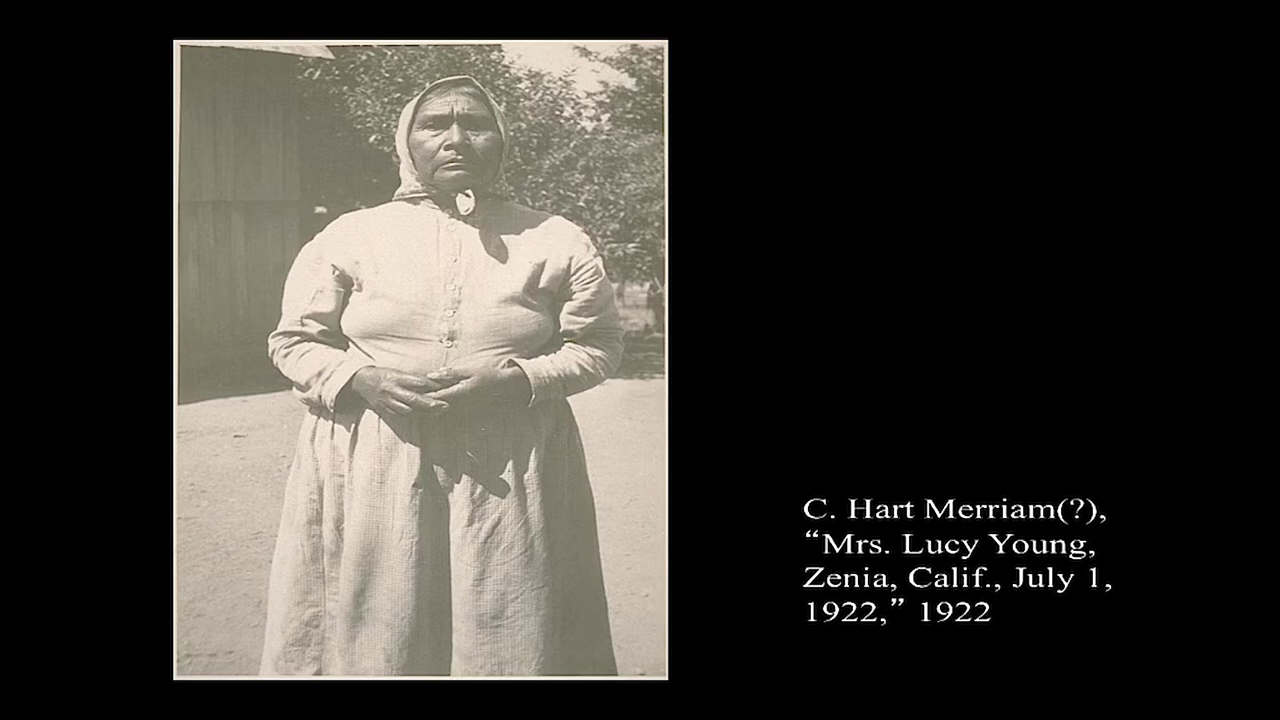 C. Hart Merriam(?),
“Mrs. Lucy Young,
Zenia, Calif., July 1,
1922,” 1922